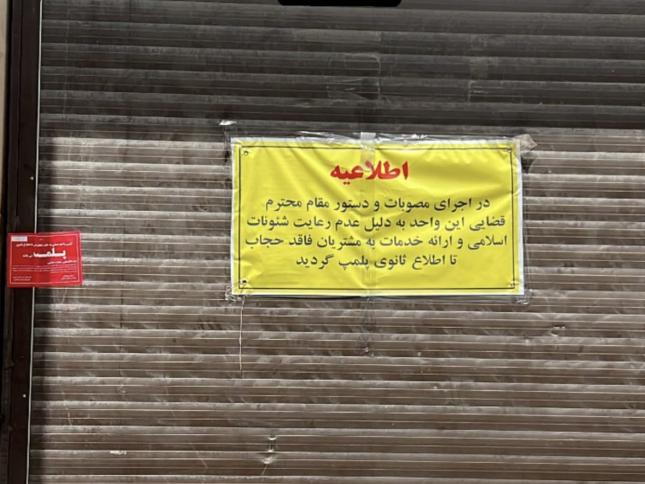 اطلاعیه
در اجرای مصوبات و دستور مقام محترم
قضایی این واحد به دلیل عدم رعایت شئونات
اسلامی و ارائه خدمات به مشتریان فاقد حجاب
تا اطلاع ثانوی پلمپ گردید
پلمب